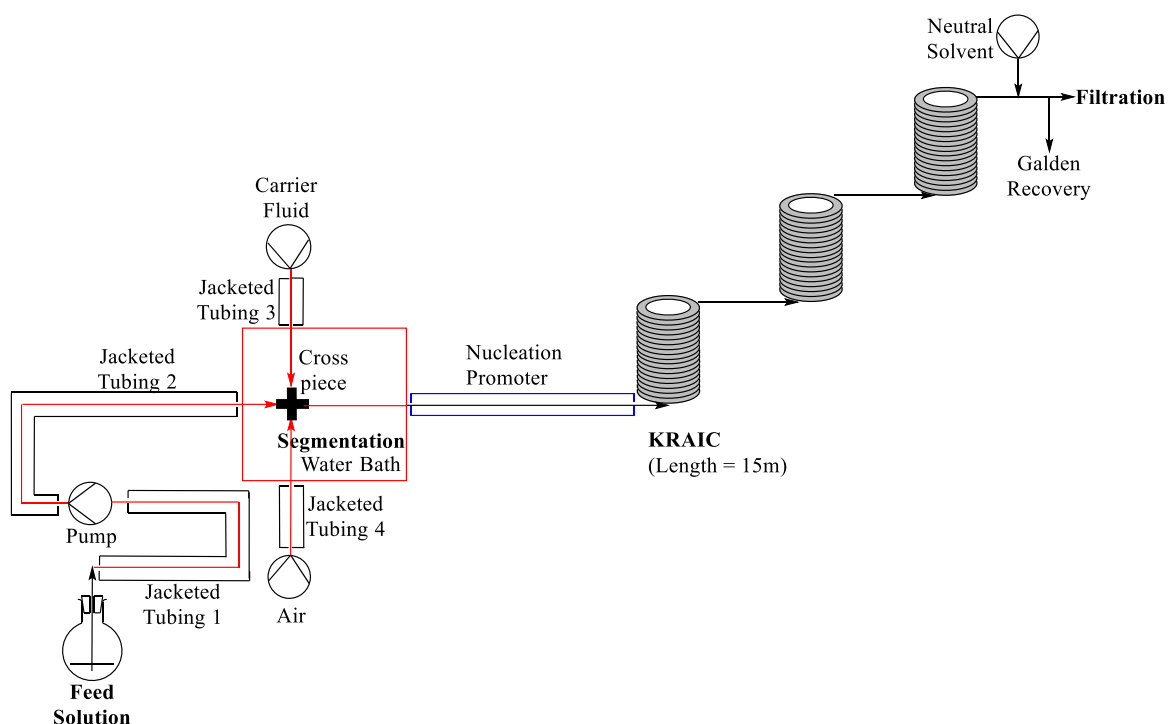 Neutral
Solvent
Filtration
Galden
Recovery
Carrier
Fluid
Jacketed
Tubing 3
Jacketed
Tubing 2
Cross
piece
Nucleation
Promoter
Segmentation
Water Bath
KRAIC
(Length = 15m)
Jacketed
Tubing 4
Pump
Jacketed
Tubing 1
Air
Feed
Solution